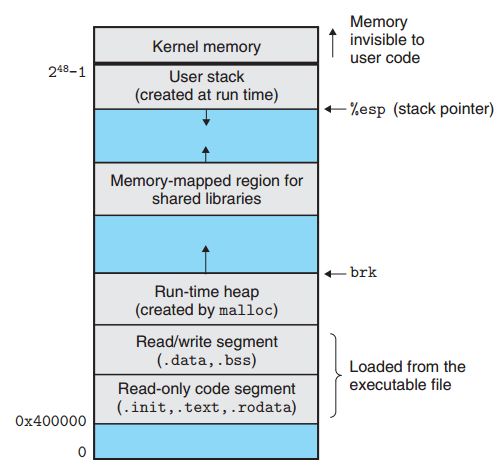 Memory
invisible to
user code
Kernel memory
2⁴⁸−1
User stack
(created at run time)
%esp (stack pointer)
Memory-mapped region for
shared libraries
brk
Run-time heap
(created by malloc)
Read/write segment
(.data,.bss)
Loaded from the
executable file
Read-only code segment
(.init,.text,.rodata)
0x400000
0